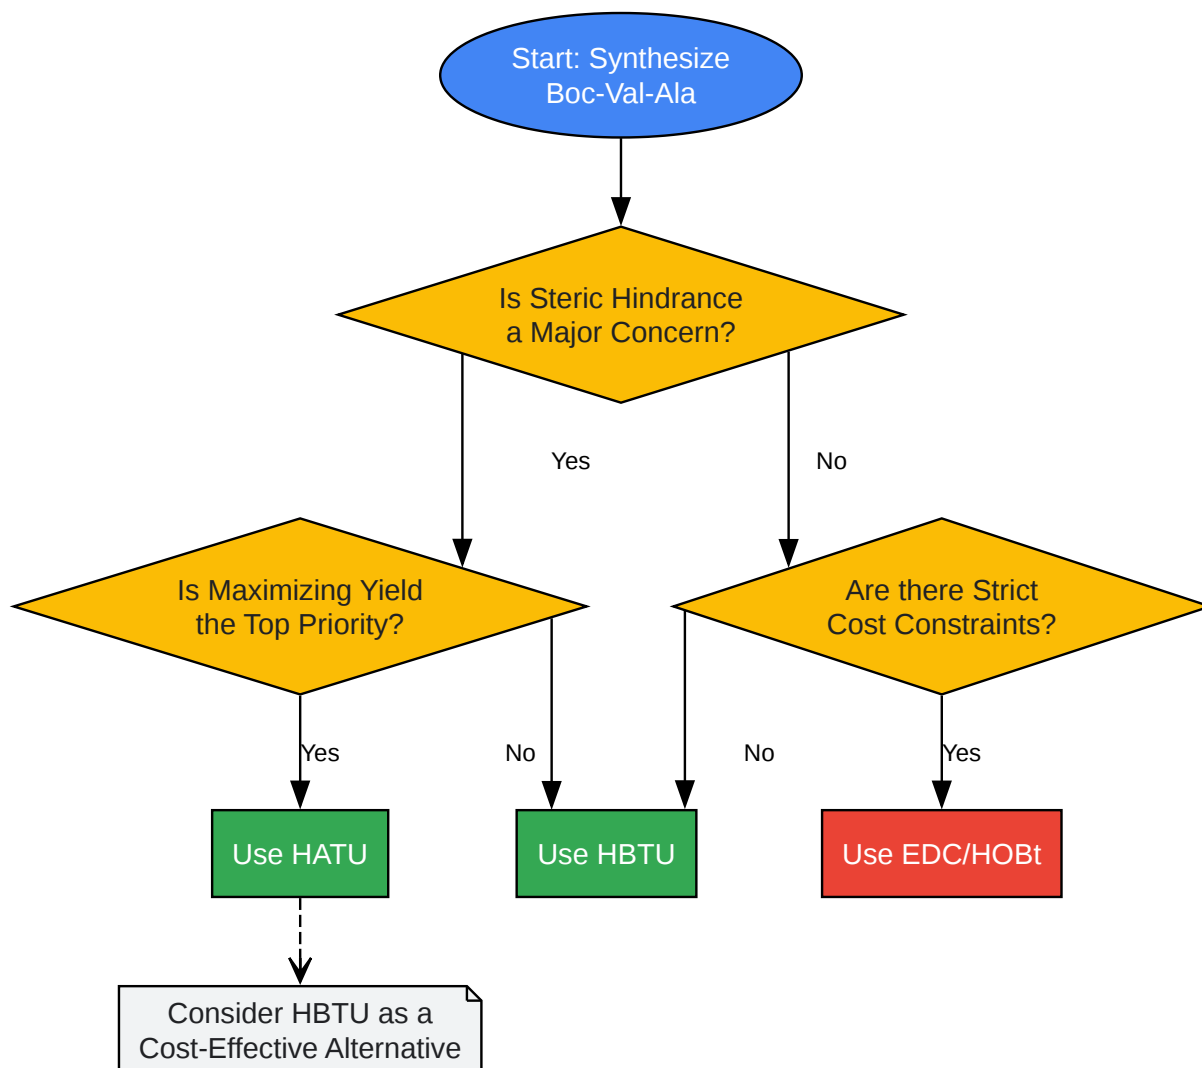 Start: Synthesize
Boc-Val-Ala
Is Steric Hindrance
a Major Concern?
Yes
No
Is Maximizing Yield
the Top Priority?
Are there Strict
Cost Constraints?
Yes
No
No
Yes
Use HATU
Use HBTU
Use EDC/HOBt
Consider HBTU as a
Cost-Effective Alternative